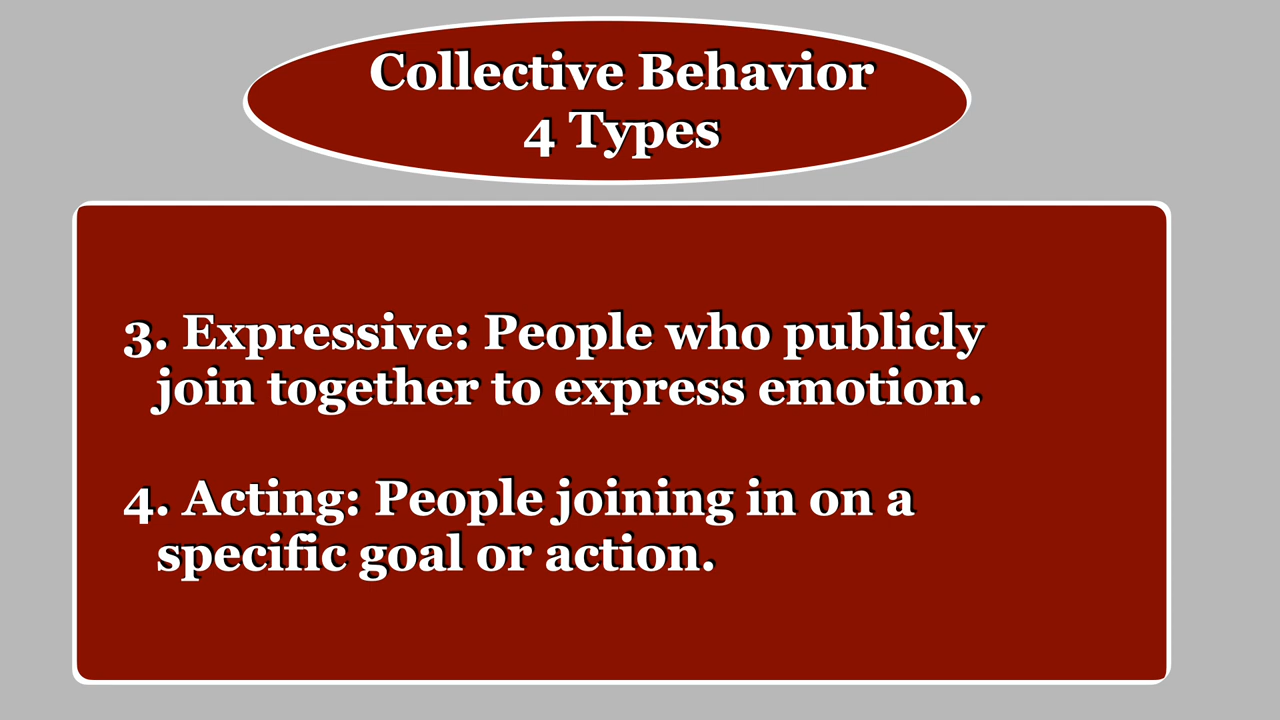 Collective Behavior
4 Types
3. Expressive: People who publicly
join together to express emotion.
4. Acting: People joining in on a
specific goal or action.